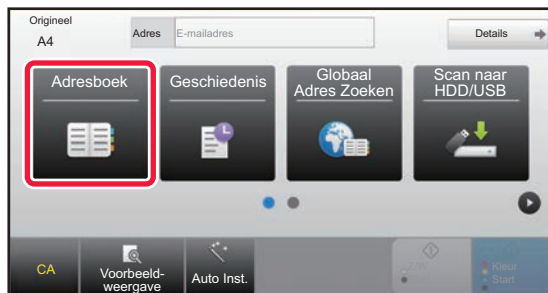 Origineel
A4
Adres
E-mailadres
Details
Adresboek
Geschiedenis
Globaal
Adres Zoeken
Scan naar
HDD/USB
CA
Voorbeeld-
weergave
Auto Inst.
Z/W
Start
Kleur
Start